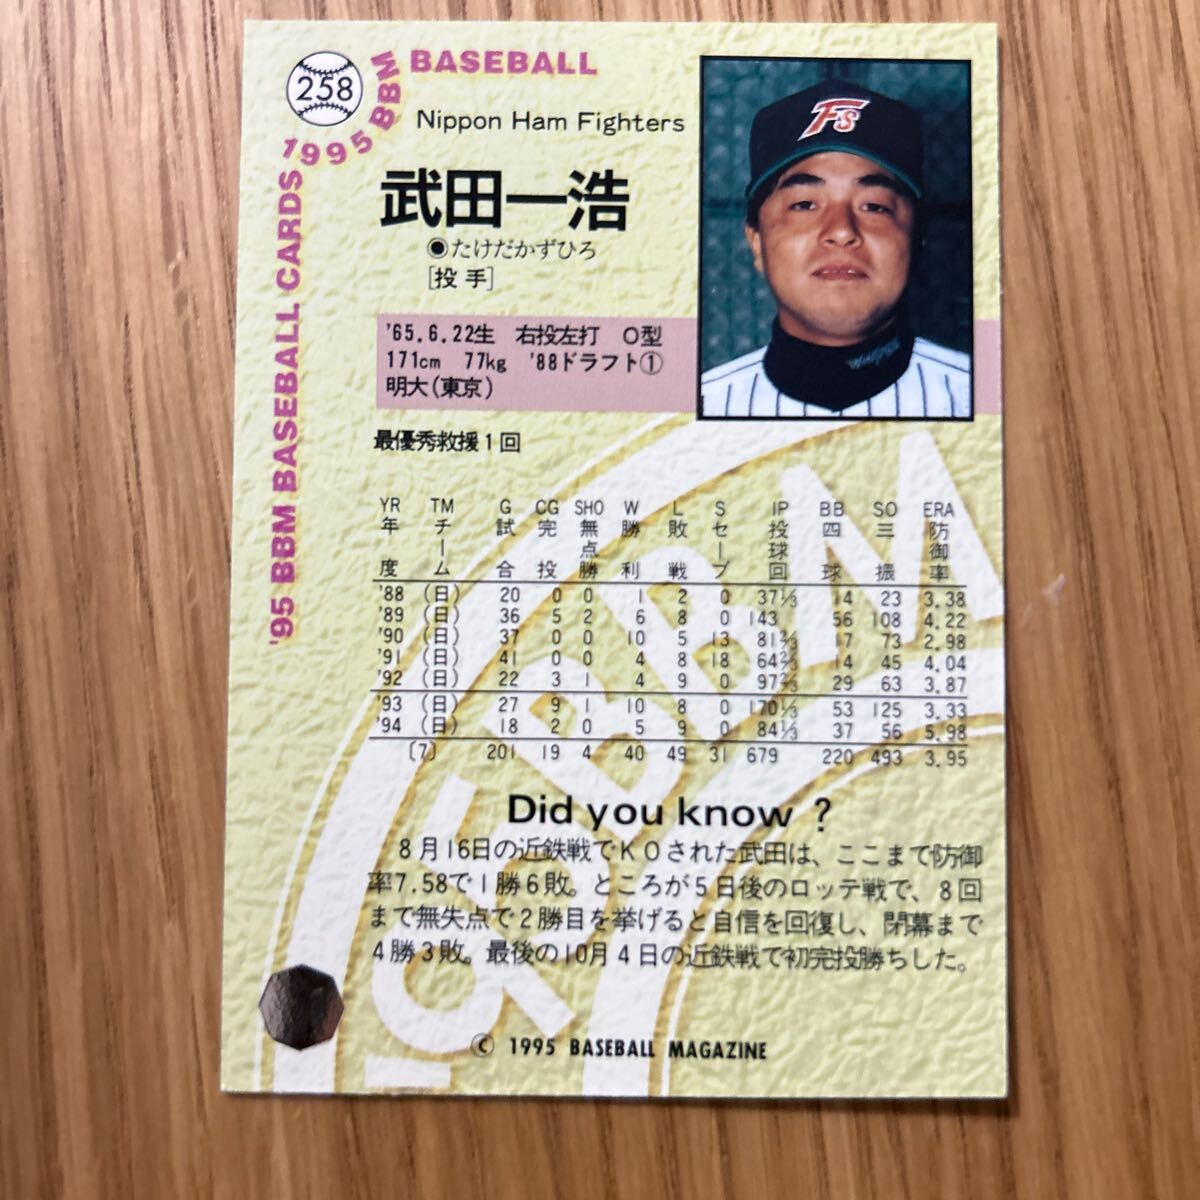 258
'95 BBM BASEBALL CARDS 1995 BBM BASEBALL
Nippon Ham Fighters
Fs
武田一浩
◉たけだかずひろ
[投手]
'65.6.22生 右投左打 O型
171cm 77kg '88ドラフト①
明大(東京)
最優秀救援1回
YR TM G CG SHO W L S IP BB SO ERA
年度 チーム 試合 完投 無点勝 勝利 敗戦 セーブ 投球回 四球 三振 防御率
'88 (日) 20 0 0 1 2 0 37⅓ 14 23 3.38
'89 (日) 36 5 2 6 8 0 143 56 108 4.22
'90 (日) 37 0 0 10 5 13 81⅔ 17 73 2.98
'91 (日) 41 0 0 4 8 18 64⅔ 14 45 4.04
'92 (日) 22 3 1 4 9 0 97⅔ 29 63 3.87
'93 (日) 27 9 1 10 8 0 170⅓ 53 125 3.33
'94 (日) 18 2 0 5 9 0 84⅓ 37 56 5.98
(7) 201 19 4 40 49 31 679 220 493 3.95
Did you know ?
8月16日の近鉄戦でKOされた武田は、ここまで防御
率7.58で1勝6敗。ところが5日後のロッテ戦で、8回
まで無失点で2勝目を挙げると自信を回復し、閉幕まで
4勝3敗。最後の10月4日の近鉄戦で初完投勝ちした。
© 1995 BASEBALL MAGAZINE